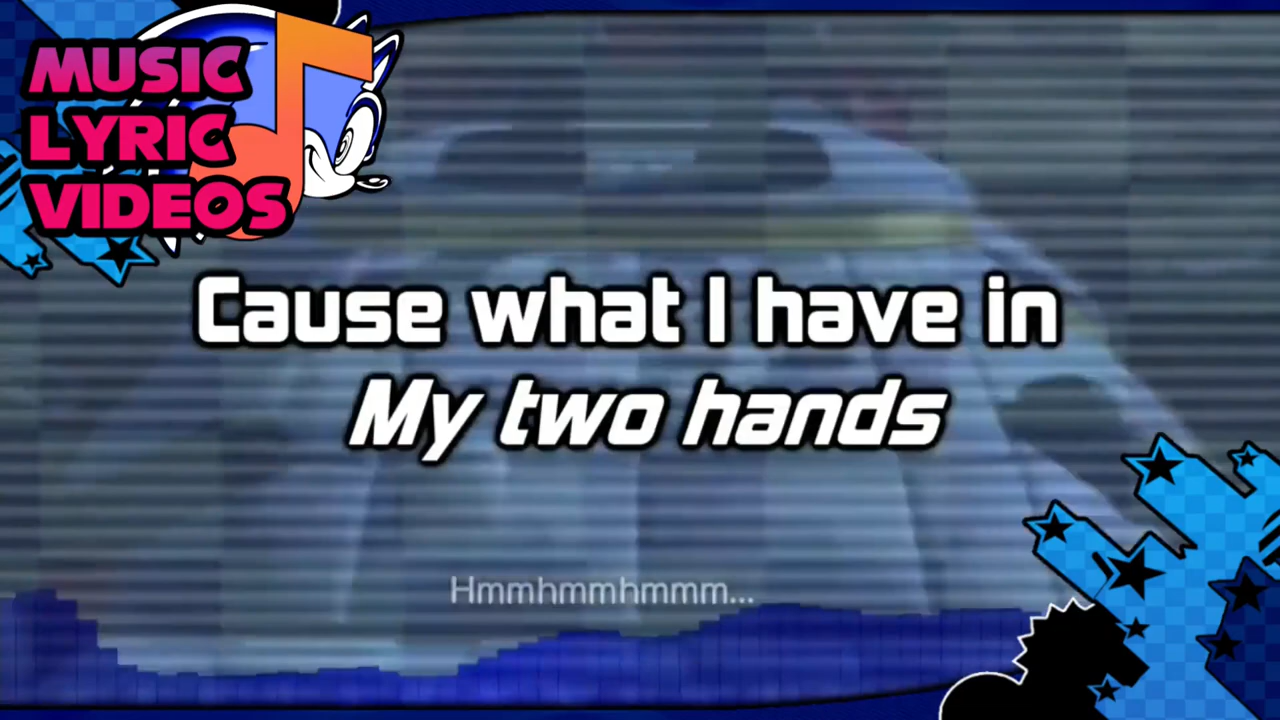 MUSIC
LYRIC
VIDEOS
Cause what I have in
My two hands
Hmmhmmhmmm...